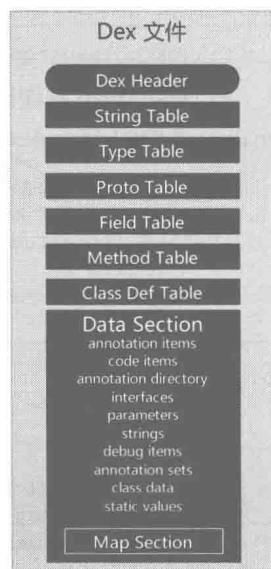 Dex 文件
Dex Header
String Table
Type Table
Proto Table
Field Table
Method Table
Class Def Table
Data Section
annotation items
code items
annotation directory
interfaces
parameters
strings
debug items
annotation sets
class data
static values
Map Section